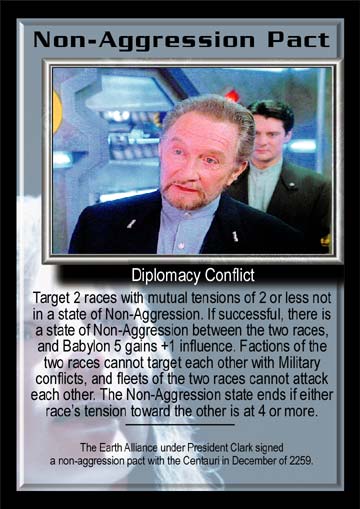 Non-Aggression Pact
Diplomacy Conflict
Target 2 races with mutual tensions of 2 or less not
in a state of Non-Aggression. If successful, there is
a state of Non-Aggression between the two races,
and Babylon 5 gains +1 influence. Factions of the
two races cannot target each other with Military
conflicts, and fleets of the two races cannot attack
each other. The Non-Aggression state ends if either
race's tension toward the other is at 4 or more.
The Earth Alliance under President Clark signed
a non-aggression pact with the Centauri in December of 2259.